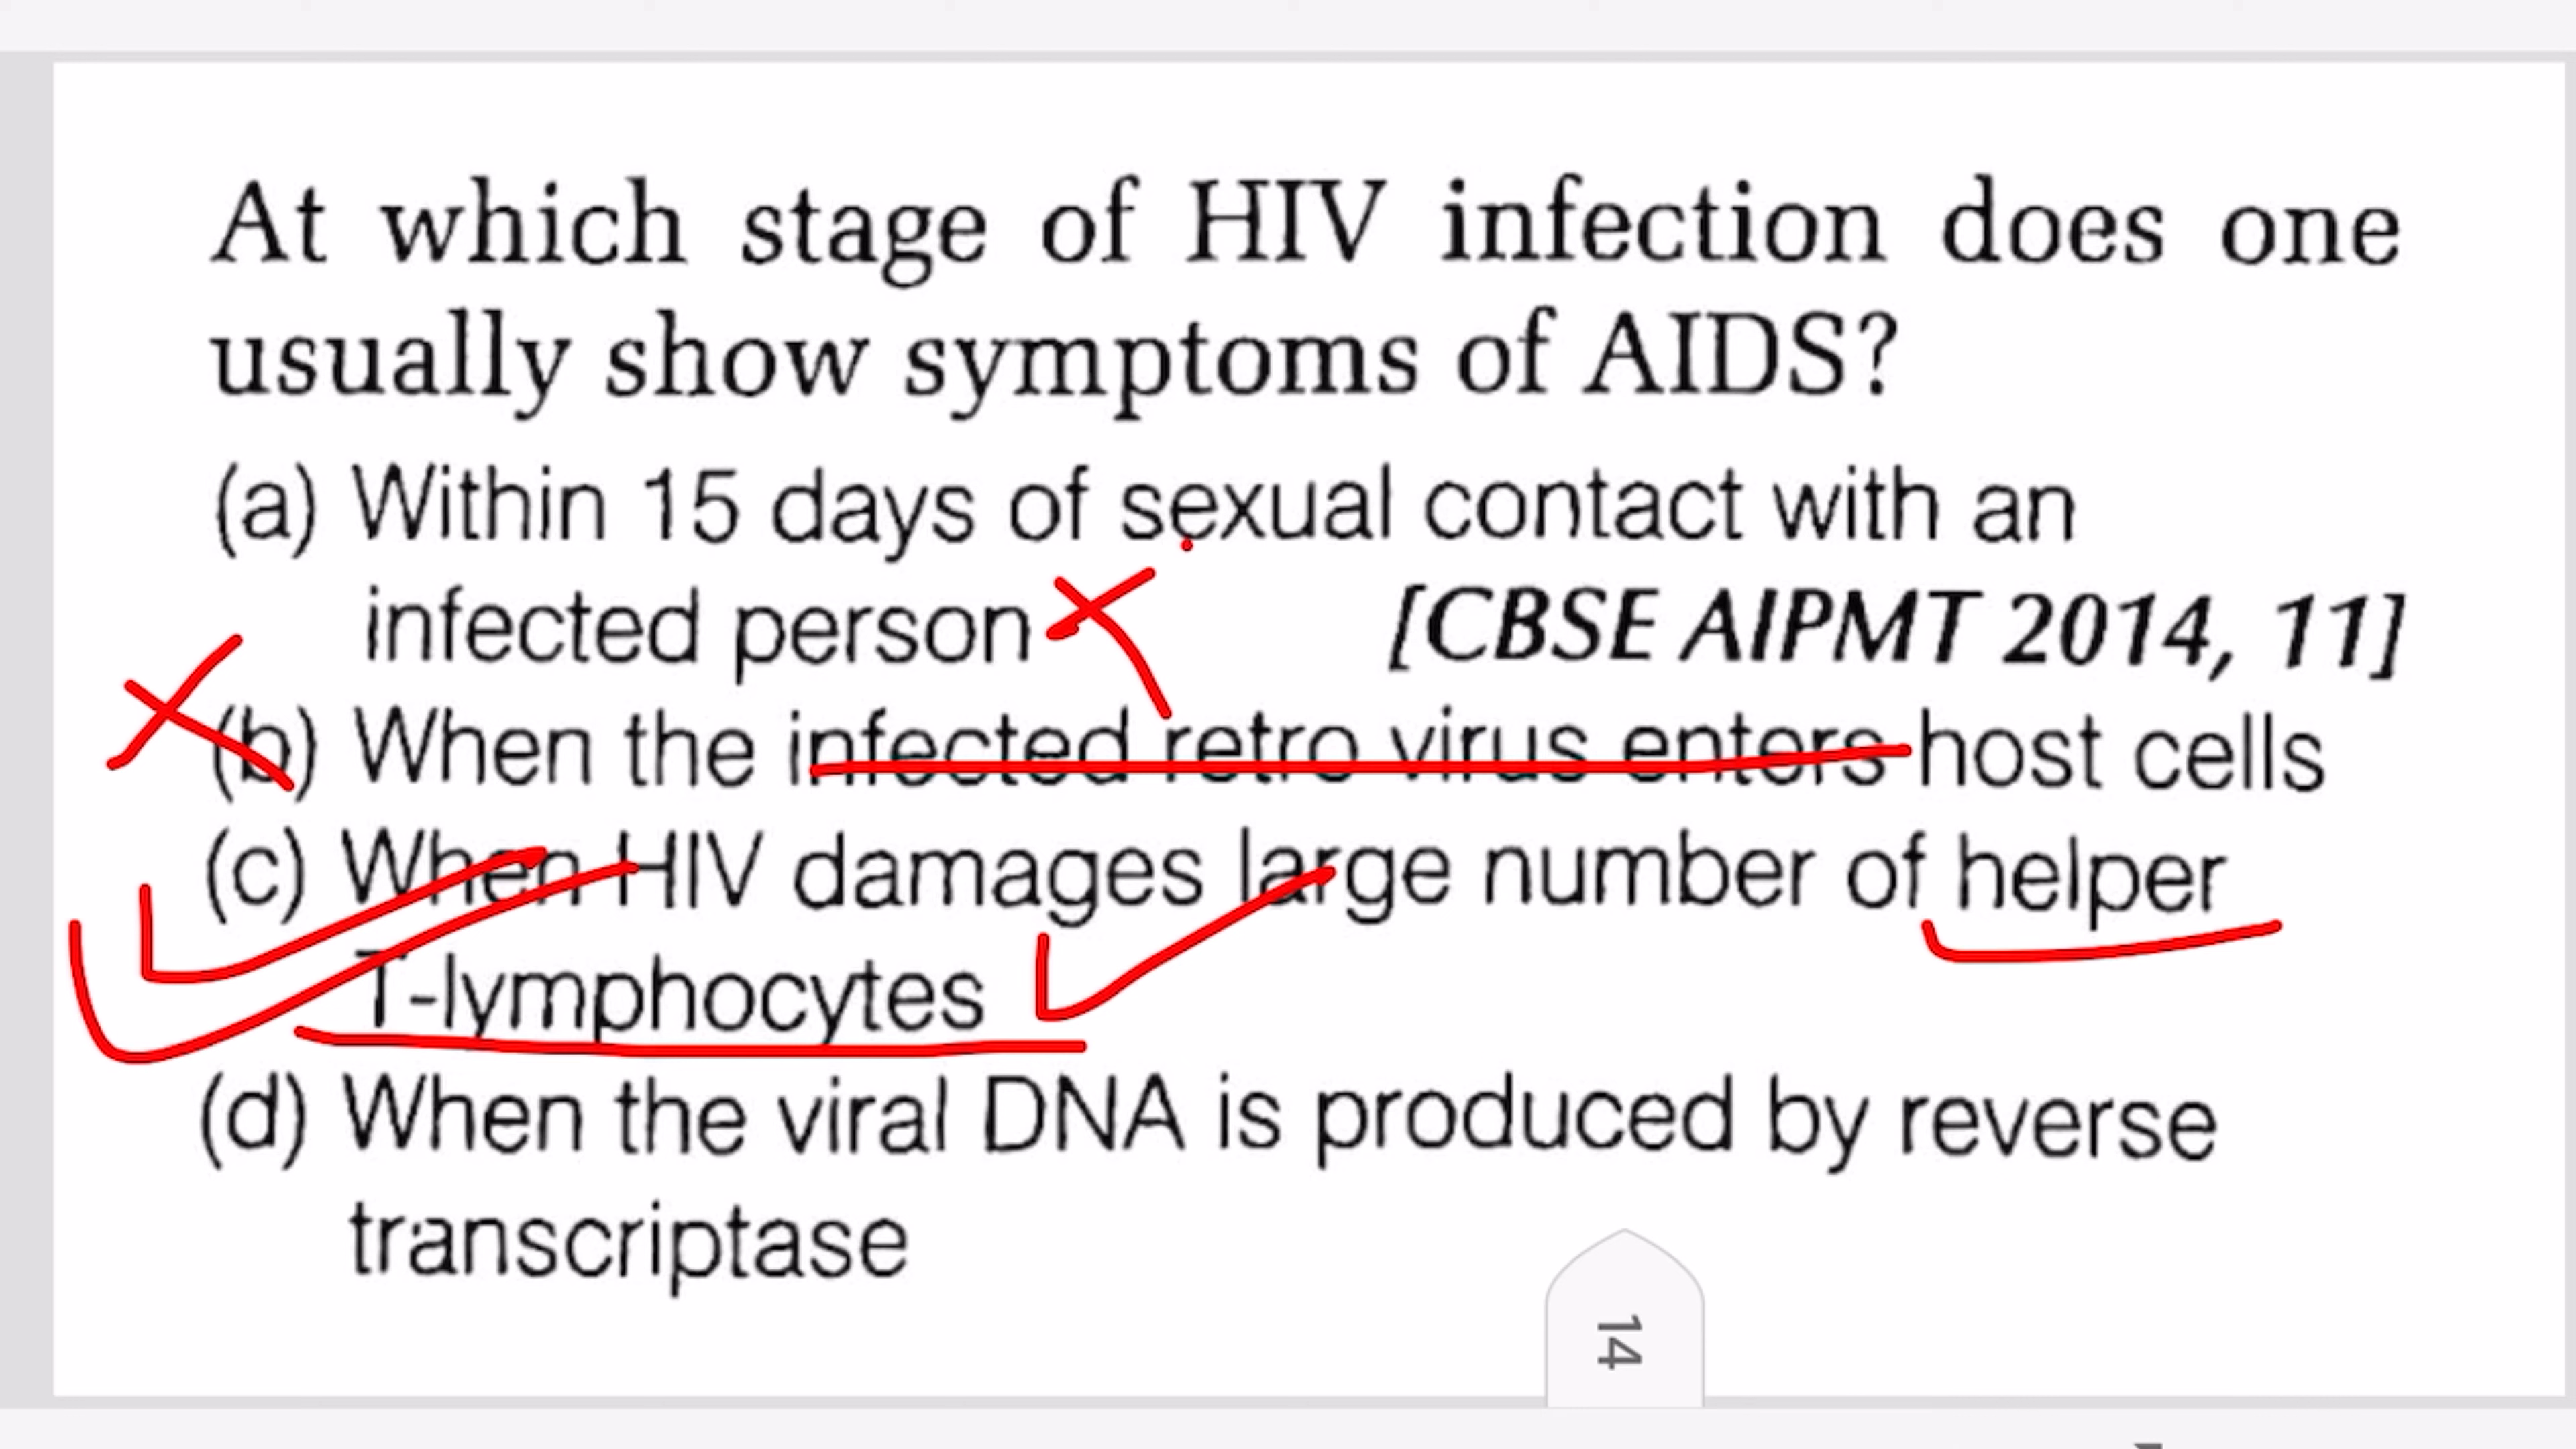 At which stage of HIV infection does one
usually show symptoms of AIDS?
(a) Within 15 days of sexual contact with an
infected person [CBSE AIPMT 2014, 11]
(b) When the infected retro virus enters host cells
(c) When HIV damages large number of helper
T-lymphocytes
(d) When the viral DNA is produced by reverse
transcriptase
14